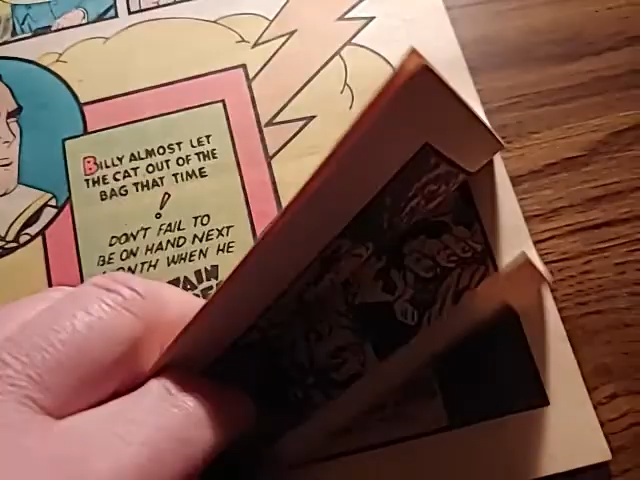 BILLY ALMOST LET
THE CAT OUT OF THE
BAG THAT TIME
!
DON'T FAIL TO
BE ON HAND NEXT
MONTH WHEN HE